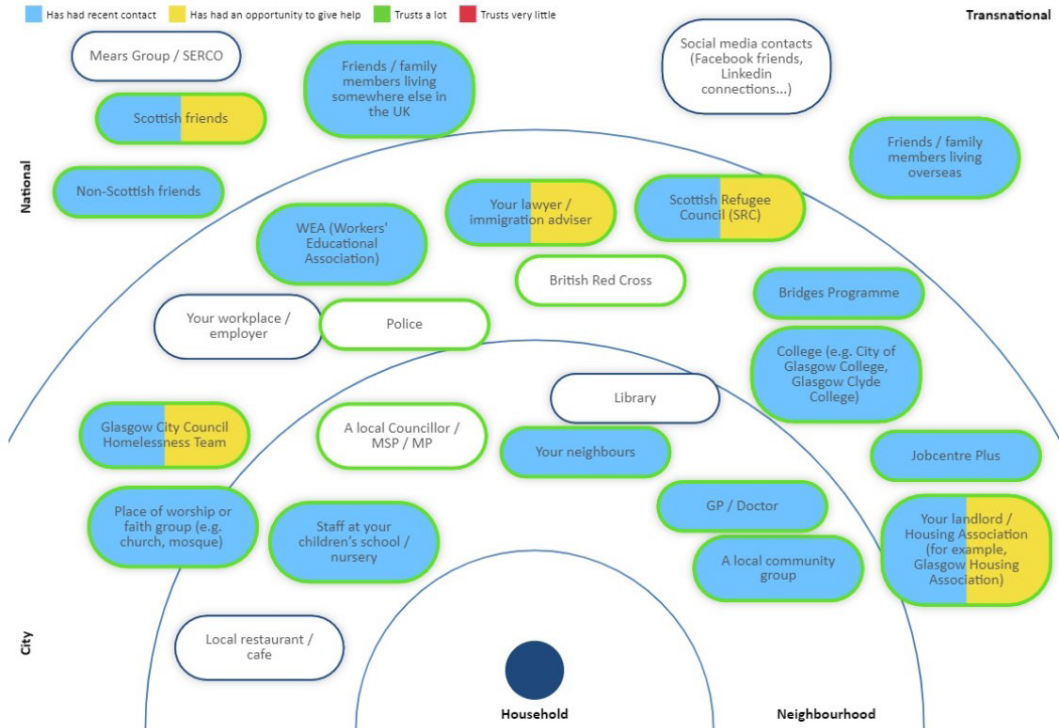 Has had recent contact
Has had an opportunity to give help
Trusts a lot
Trusts very little
Transnational
Mears Group / SERCO
Friends / family
members living
somewhere else in
the UK
Social media contacts
(Facebook friends,
Linkedin
connections...)
Scottish friends
Friends / family
members living
overseas
National
Non-Scottish friends
Your lawyer /
immigration adviser
Scottish Refugee
Council (SRC)
WEA (Workers'
Educational
Association)
British Red Cross
Bridges Programme
Your workplace /
employer
Police
College (e.g. City of
Glasgow College,
Glasgow Clyde
College)
Library
Glasgow City Council
Homelessness Team
A local Councillor /
MSP / MP
Your neighbours
Jobcentre Plus
Place of worship or
faith group (e.g.
church, mosque)
Staff at your
children's school /
nursery
GP / Doctor
Your landlord /
Housing Association
(for example,
Glasgow Housing
Association)
A local community
group
City
Local restaurant /
cafe
Household
Neighbourhood